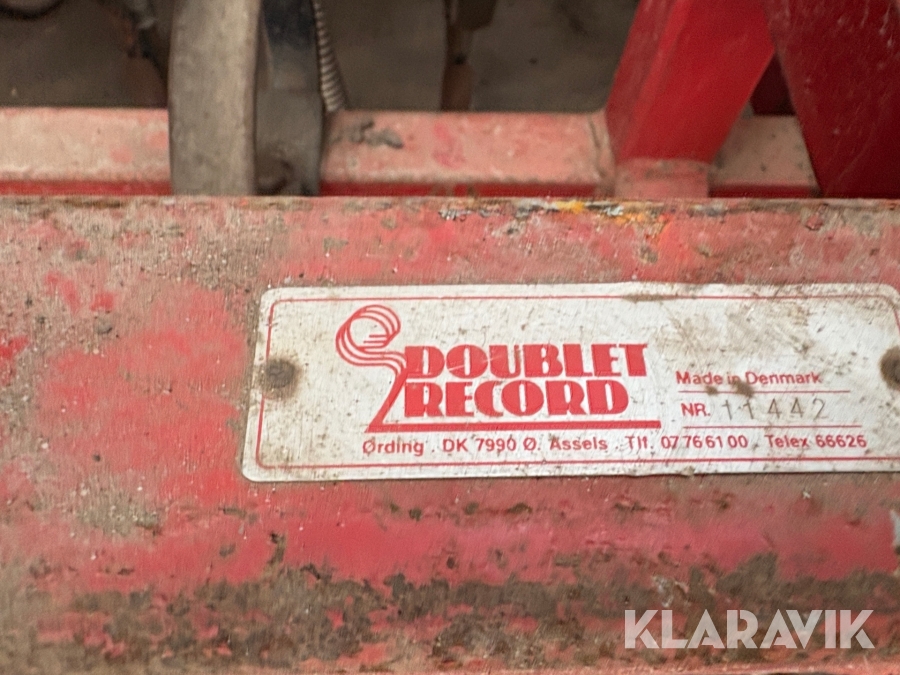 DOUBLET
RECORD
Made in Denmark
NR. 11442
Ørding . DK 7990 Ø. Assels . Tlf. 07 76 61 00 . Telex 66626
KLARAVIK